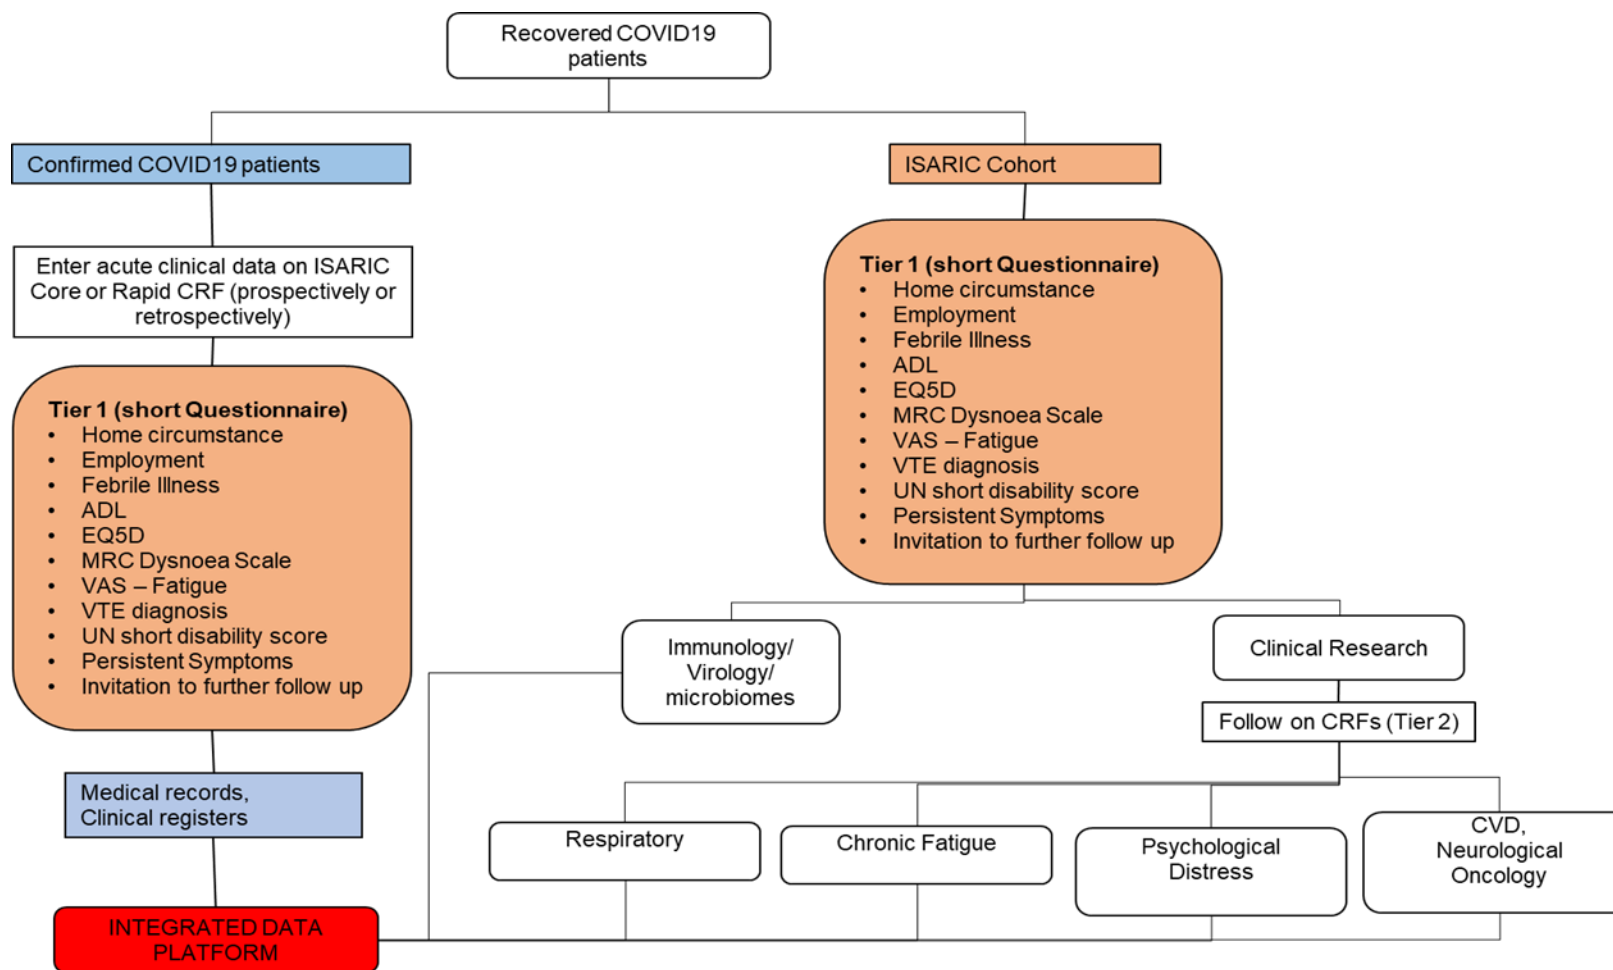 Recovered COVID19
patients
Confirmed COVID19 patients
ISARIC Cohort
Enter acute clinical data on ISARIC
Core or Rapid CRF (prospectively or
retrospectively)
Tier 1 (short Questionnaire)
• Home circumstance
• Employment
• Febrile Illness
• ADL
• EQ5D
• MRC Dysnoea Scale
• VAS – Fatigue
• VTE diagnosis
• UN short disability score
• Persistent Symptoms
• Invitation to further follow up
Tier 1 (short Questionnaire)
• Home circumstance
• Employment
• Febrile Illness
• ADL
• EQ5D
• MRC Dysnoea Scale
• VAS – Fatigue
• VTE diagnosis
• UN short disability score
• Persistent Symptoms
• Invitation to further follow up
Immunology/
Virology/
microbiomes
Clinical Research
Follow on CRFs (Tier 2)
Medical records,
Clinical registers
Respiratory
Chronic Fatigue
Psychological
Distress
CVD,
Neurological
Oncology
INTEGRATED DATA
PLATFORM